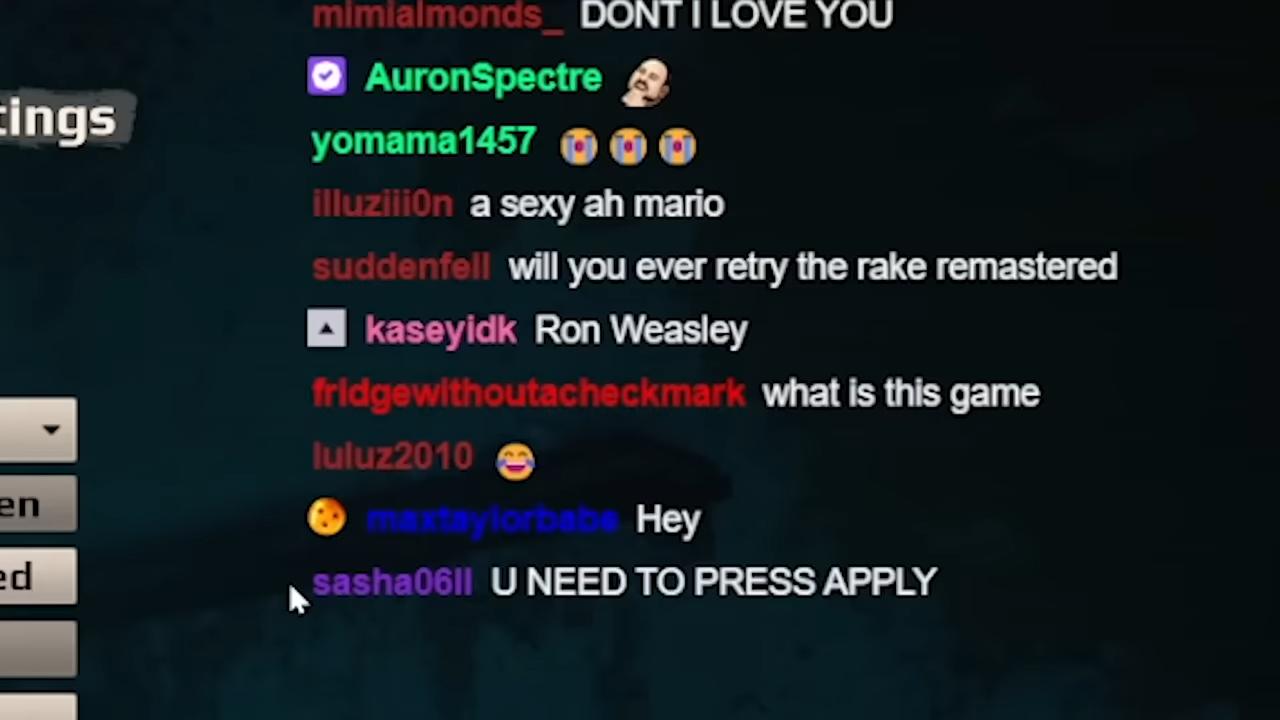 mimialmonds_ DONT I LOVE YOU
AuronSpectre
tings
yomama1457 😭 😭 😭
illuziii0n a sexy ah mario
suddenfell will you ever retry the rake remastered
kaseyidk Ron Weasley
fridgewithoutacheckmark what is this game
luluz2010 😂
en
maxtaylorbabe Hey
ed
sasha06ll U NEED TO PRESS APPLY